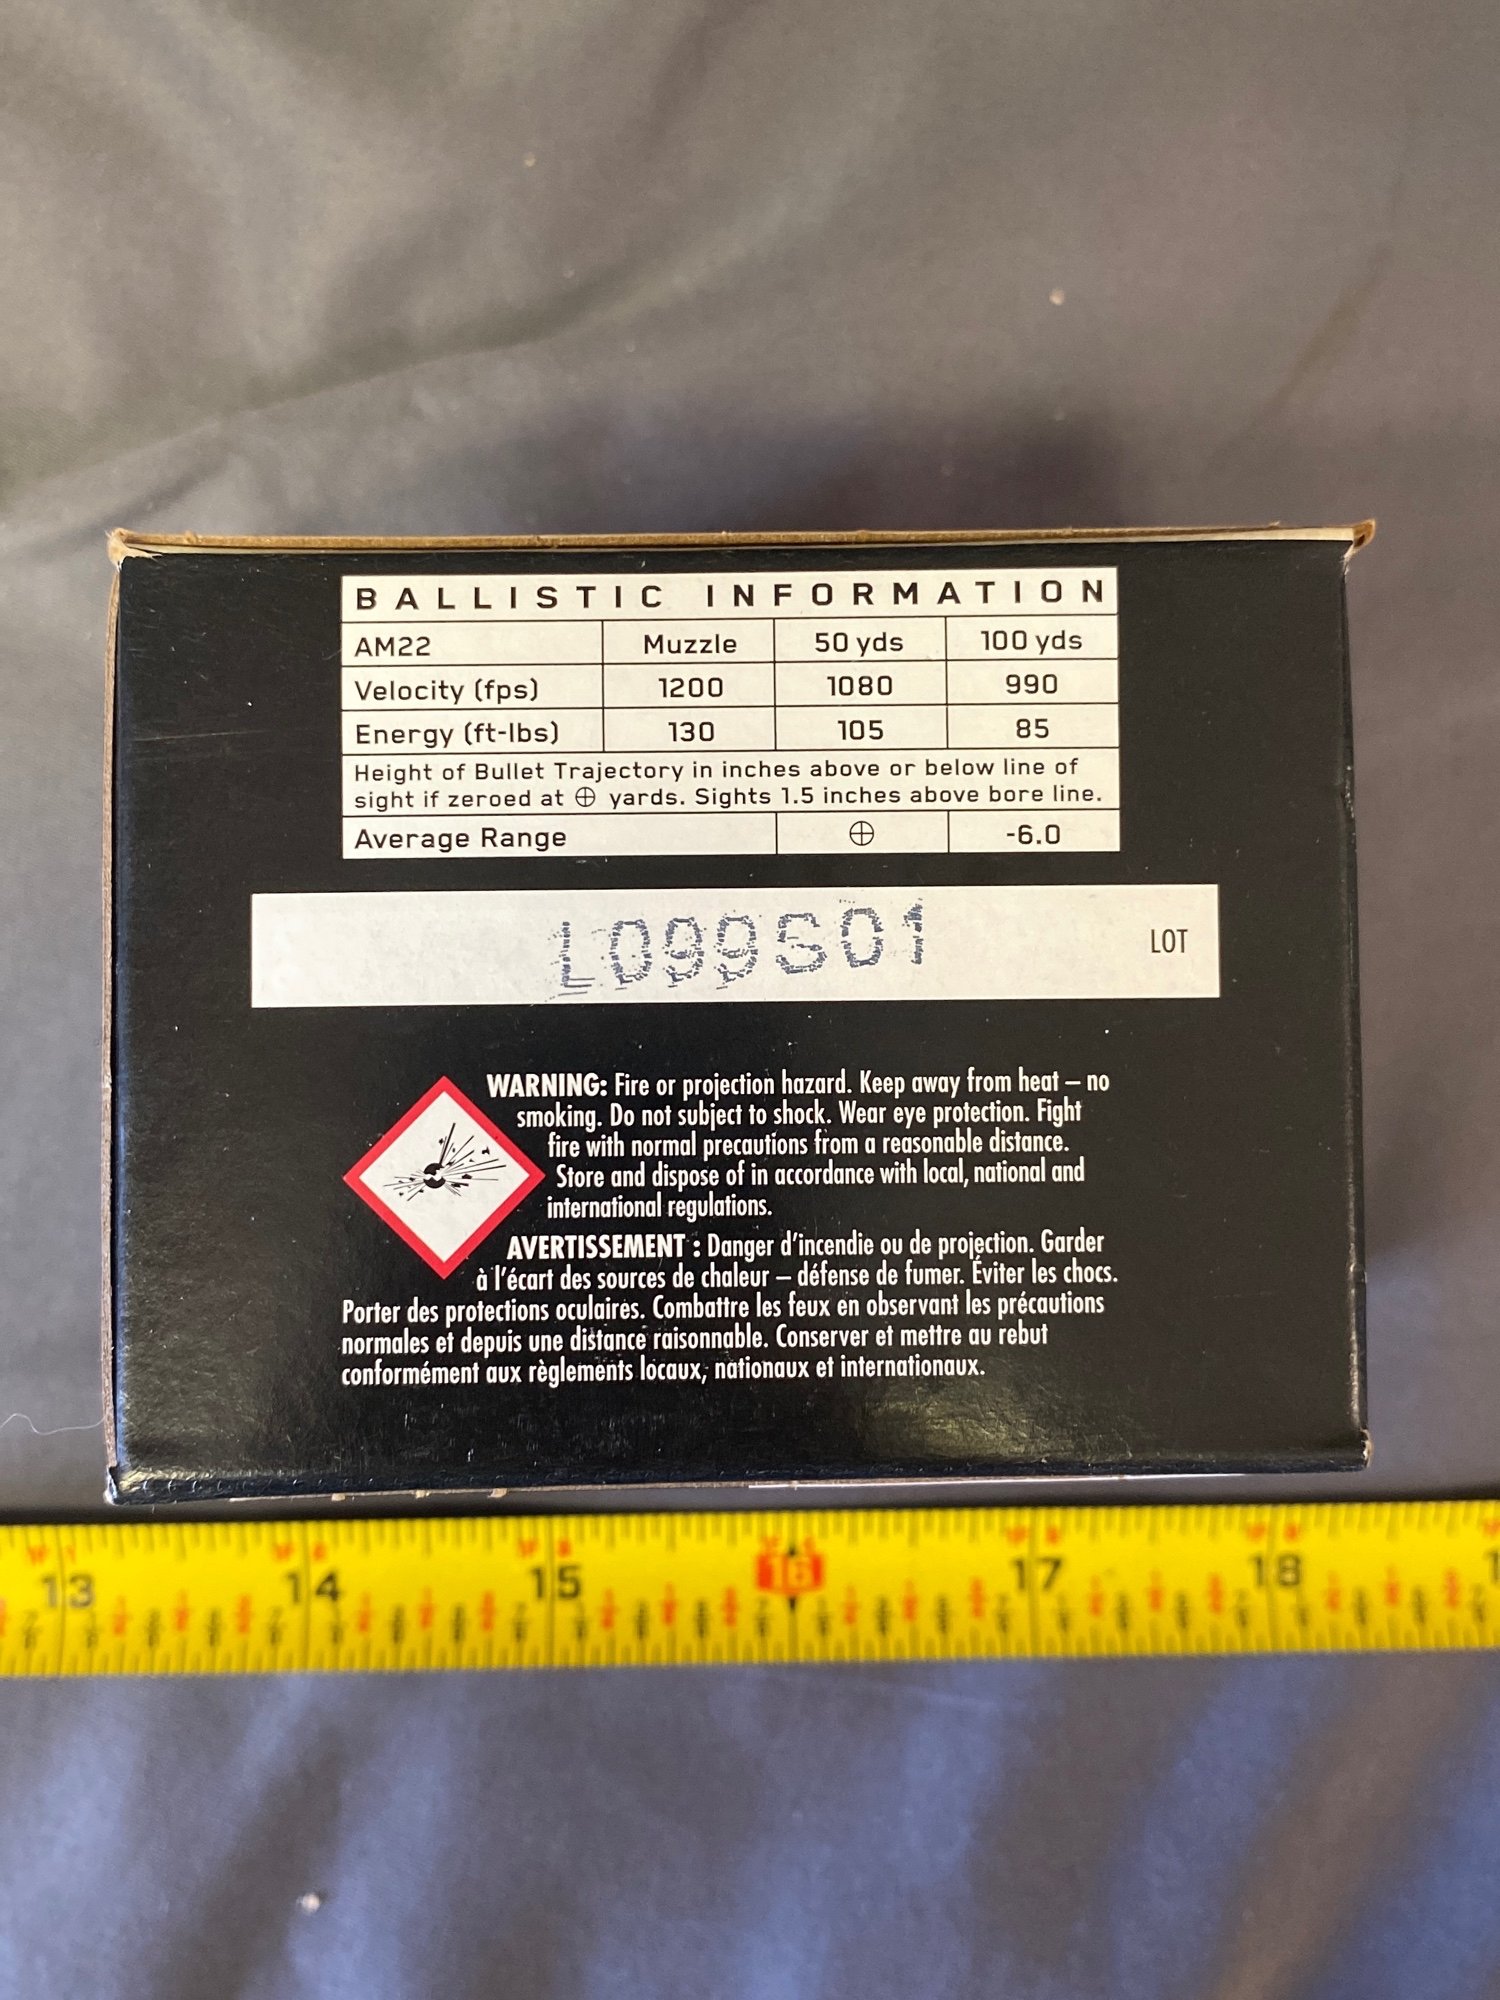 BALLISTIC INFORMATION
AM22 Muzzle 50 yds 100 yds
Velocity (fps) 1200 1080 990
Energy (ft-lbs) 130 105 85
Height of Bullet Trajectory in inches above or below line of
sight if zeroed at ⊕ yards. Sights 1.5 inches above bore line.
Average Range ⊕ -6.0
L099S01 LOT
WARNING: Fire or projection hazard. Keep away from heat – no
smoking. Do not subject to shock. Wear eye protection. Fight
fire with normal precautions from a reasonable distance.
Store and dispose of in accordance with local, national and
international regulations.
AVERTISSEMENT : Danger d'incendie ou de projection. Garder
à l'écart des sources de chaleur – défense de fumer. Éviter les chocs.
Porter des protections oculaires. Combattre les feux en observant les précautions
normales et depuis une distance raisonnable. Conserver et mettre au rebut
conformément aux règlements locaux, nationaux et internationaux.
13 14 15 16 17 18